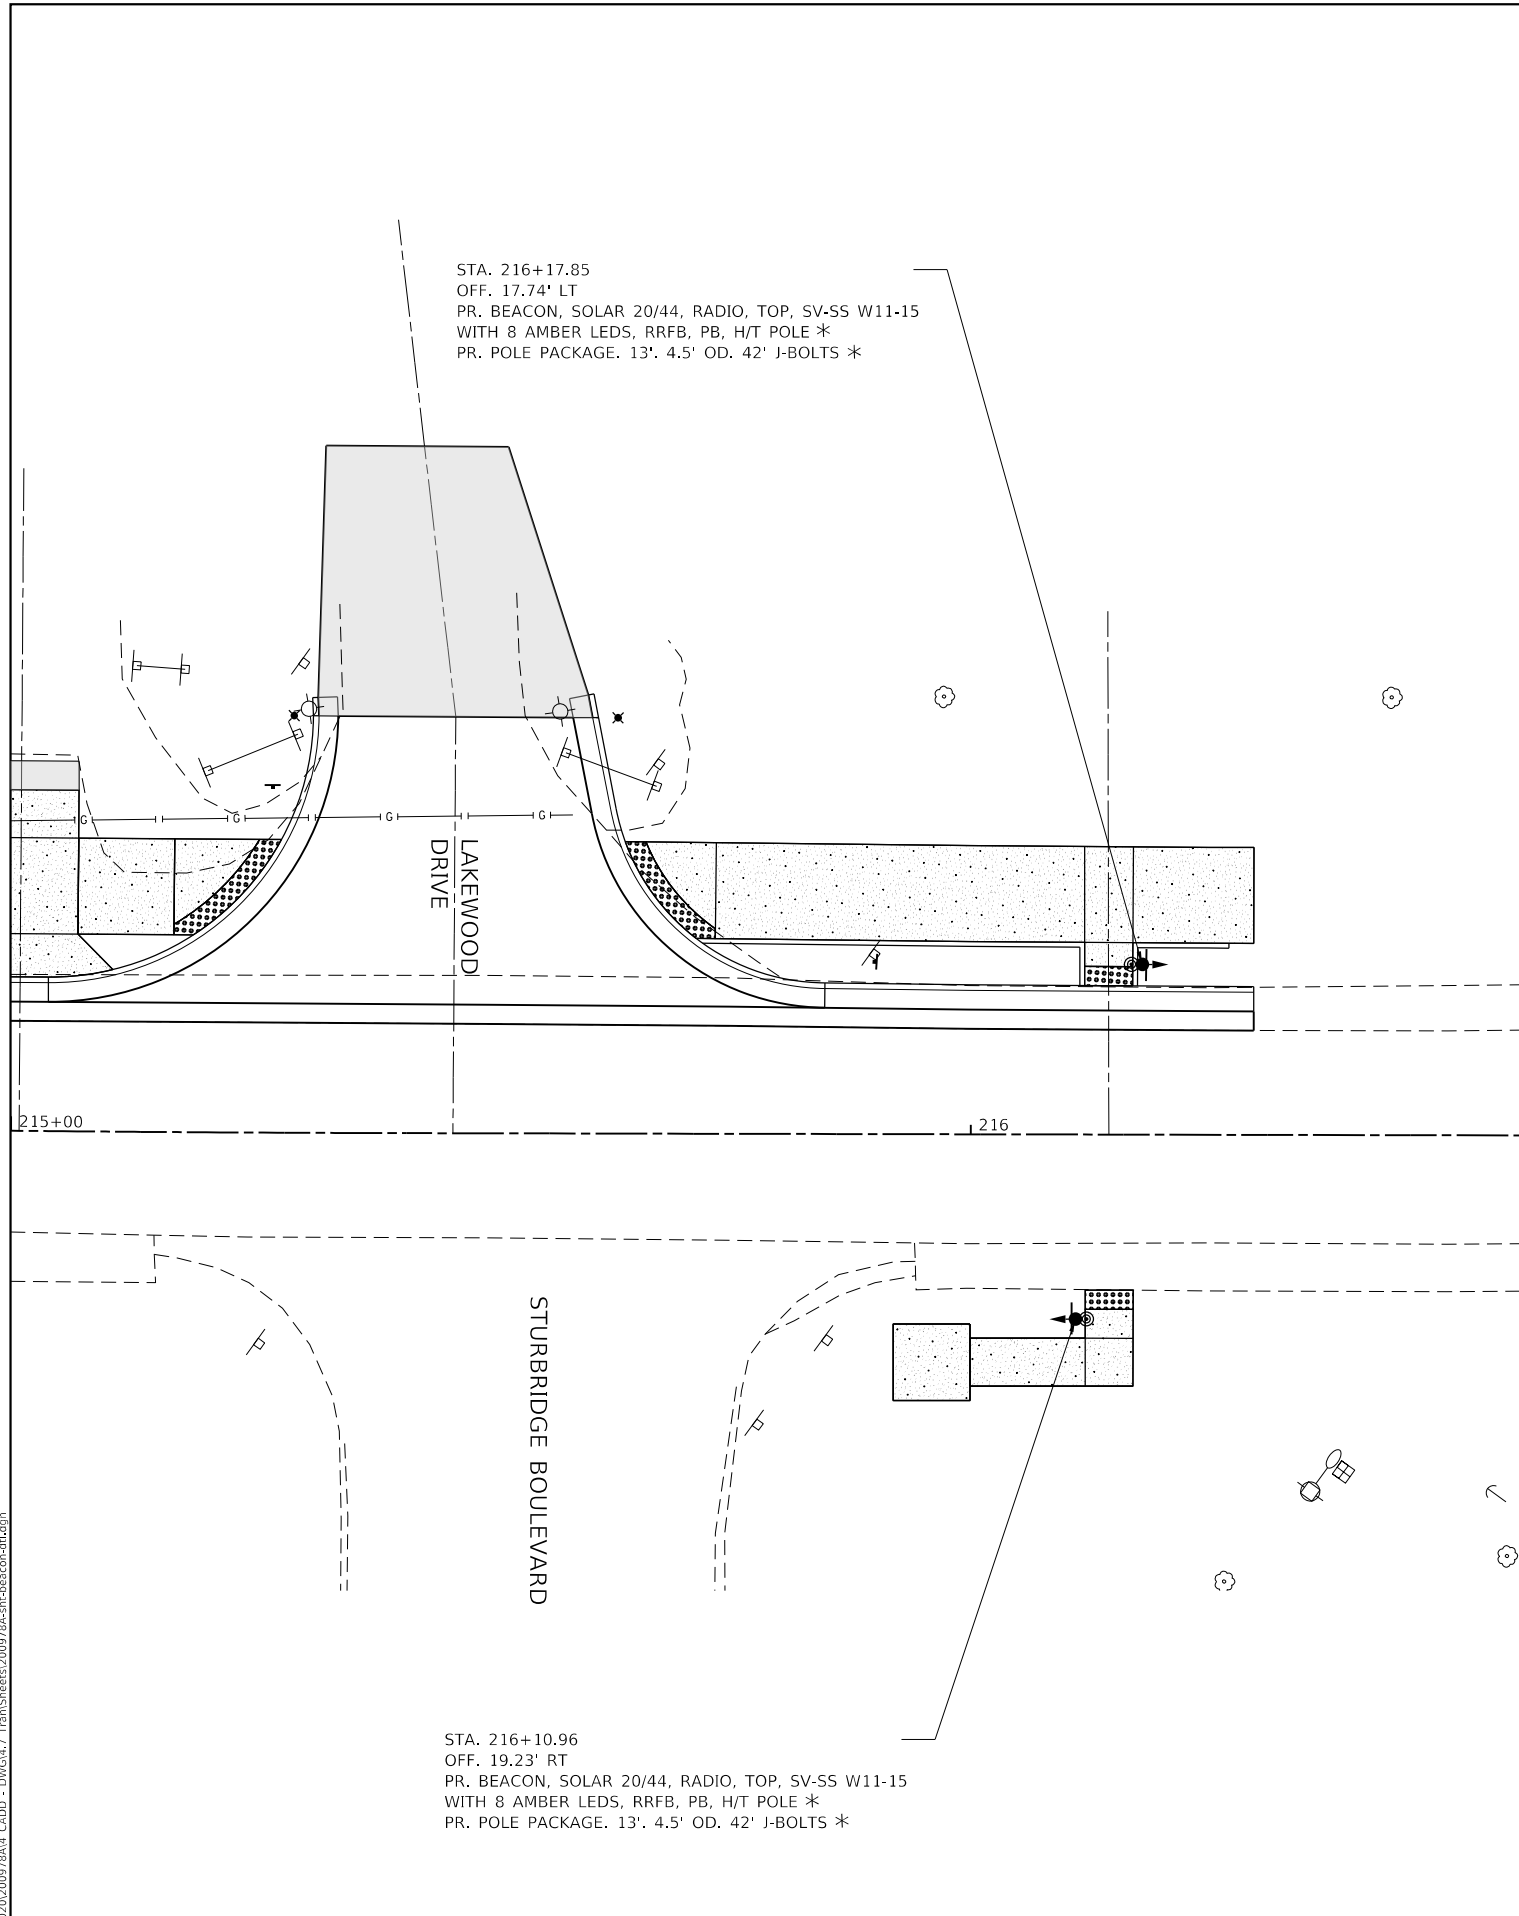 STA. 216+17.85
OFF. 17.74' LT
PR. BEACON, SOLAR 20/44, RADIO, TOP, SV-SS W11-15
WITH 8 AMBER LEDS, RRFB, PB, H/T POLE *
PR. POLE PACKAGE. 13'. 4.5' OD. 42' J-BOLTS *
G
G
G
G
LAKEWOOD
DRIVE
215+00
216
STURBRIDGE BOULEVARD
STA. 216+10.96
OFF. 19.23' RT
PR. BEACON, SOLAR 20/44, RADIO, TOP, SV-SS W11-15
WITH 8 AMBER LEDS, RRFB, PB, H/T POLE *
PR. POLE PACKAGE. 13'. 4.5' OD. 42' J-BOLTS *